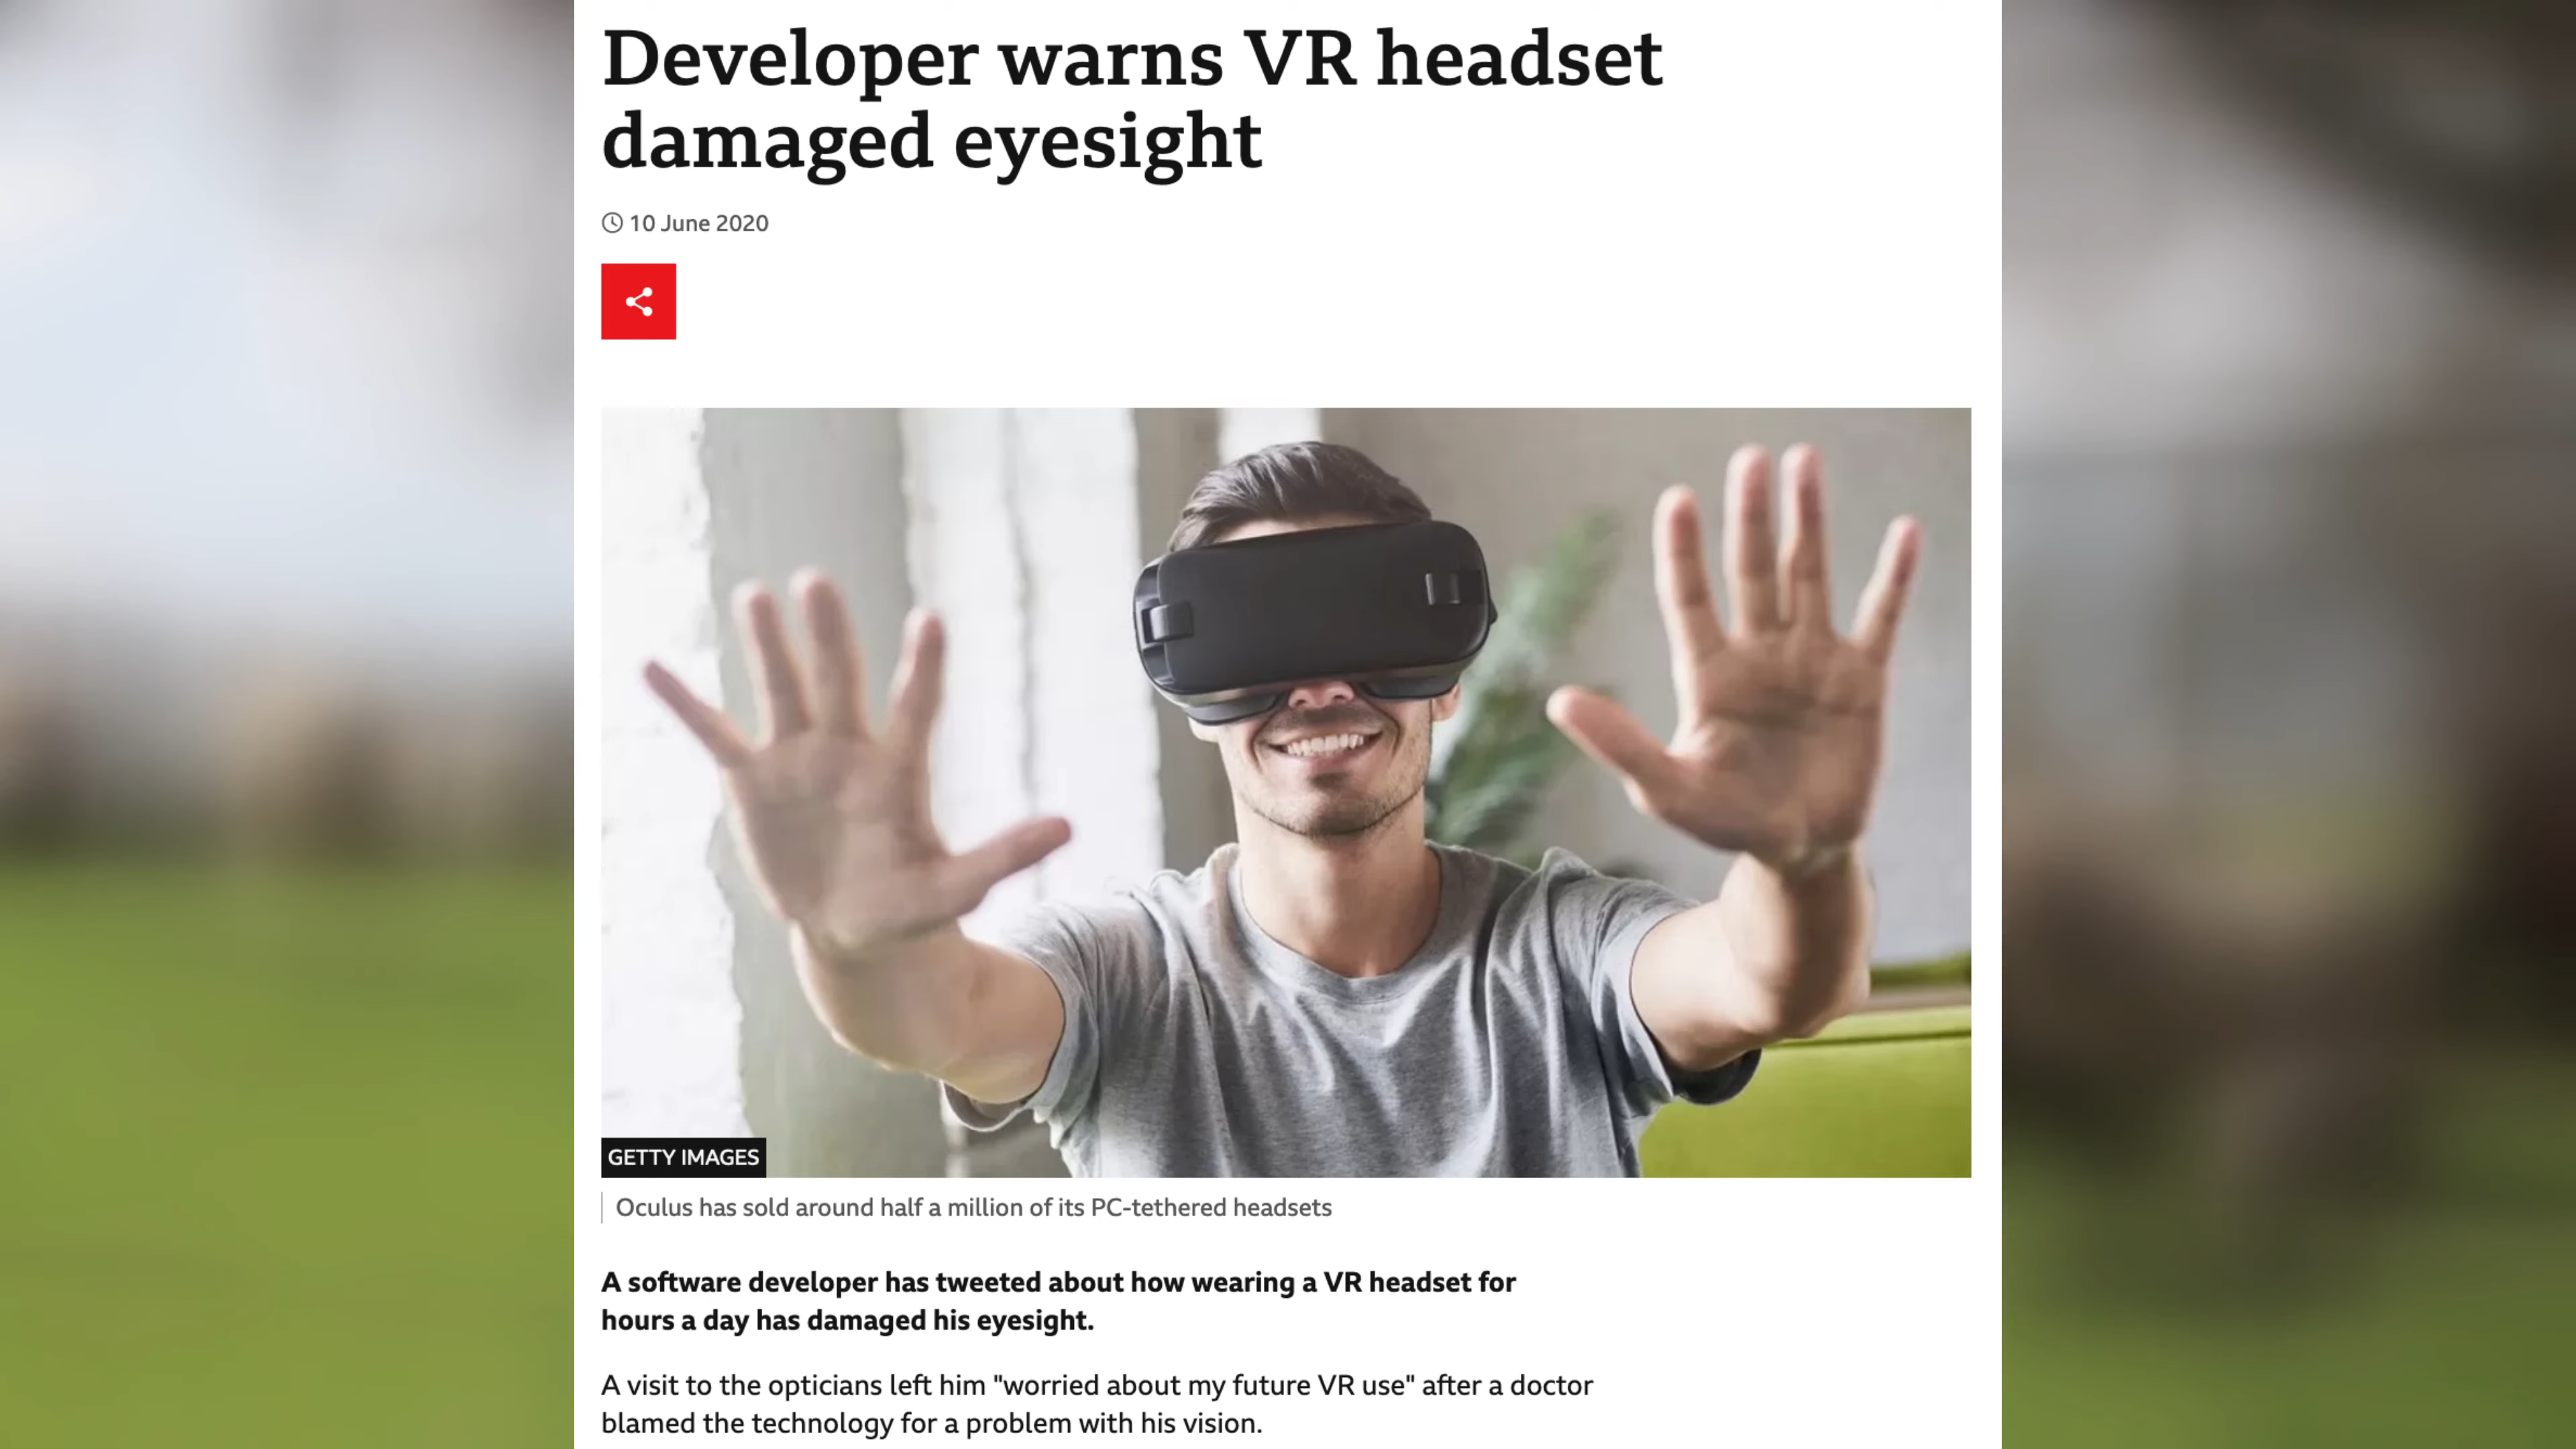 Developer warns VR headset
damaged eyesight
10 June 2020
GETTY IMAGES
Oculus has sold around half a million of its PC-tethered headsets
A software developer has tweeted about how wearing a VR headset for
hours a day has damaged his eyesight.
A visit to the opticians left him "worried about my future VR use" after a doctor
blamed the technology for a problem with his vision.